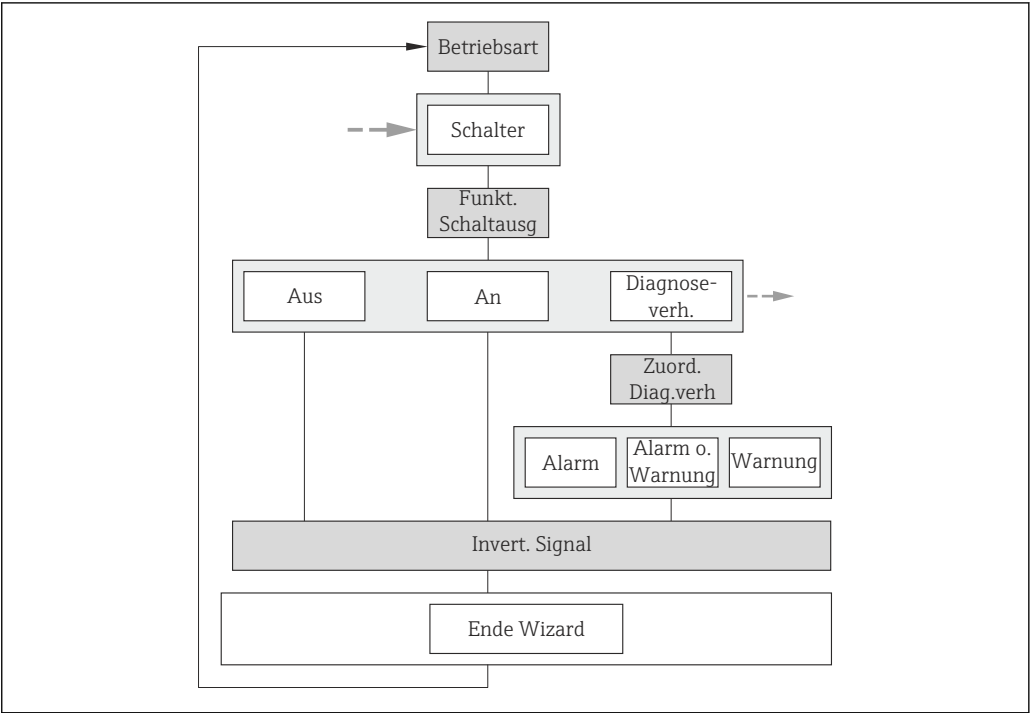 Betriebsart
Schalter
Funkt.
Schaltausg
Aus
An
Diagnose-
verh.
Zuord.
Diag.verh
Alarm
Alarm o.
Warnung
Warnung
Invert. Signal
Ende Wizard